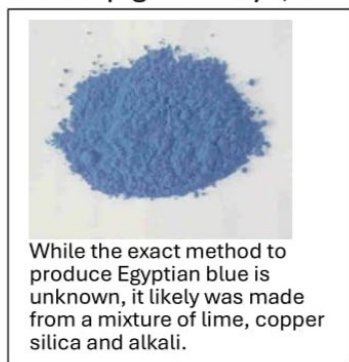 While the exact method to
produce Egyptian blue is
unknown, it likely was made
from a mixture of lime, copper
silica and alkali.